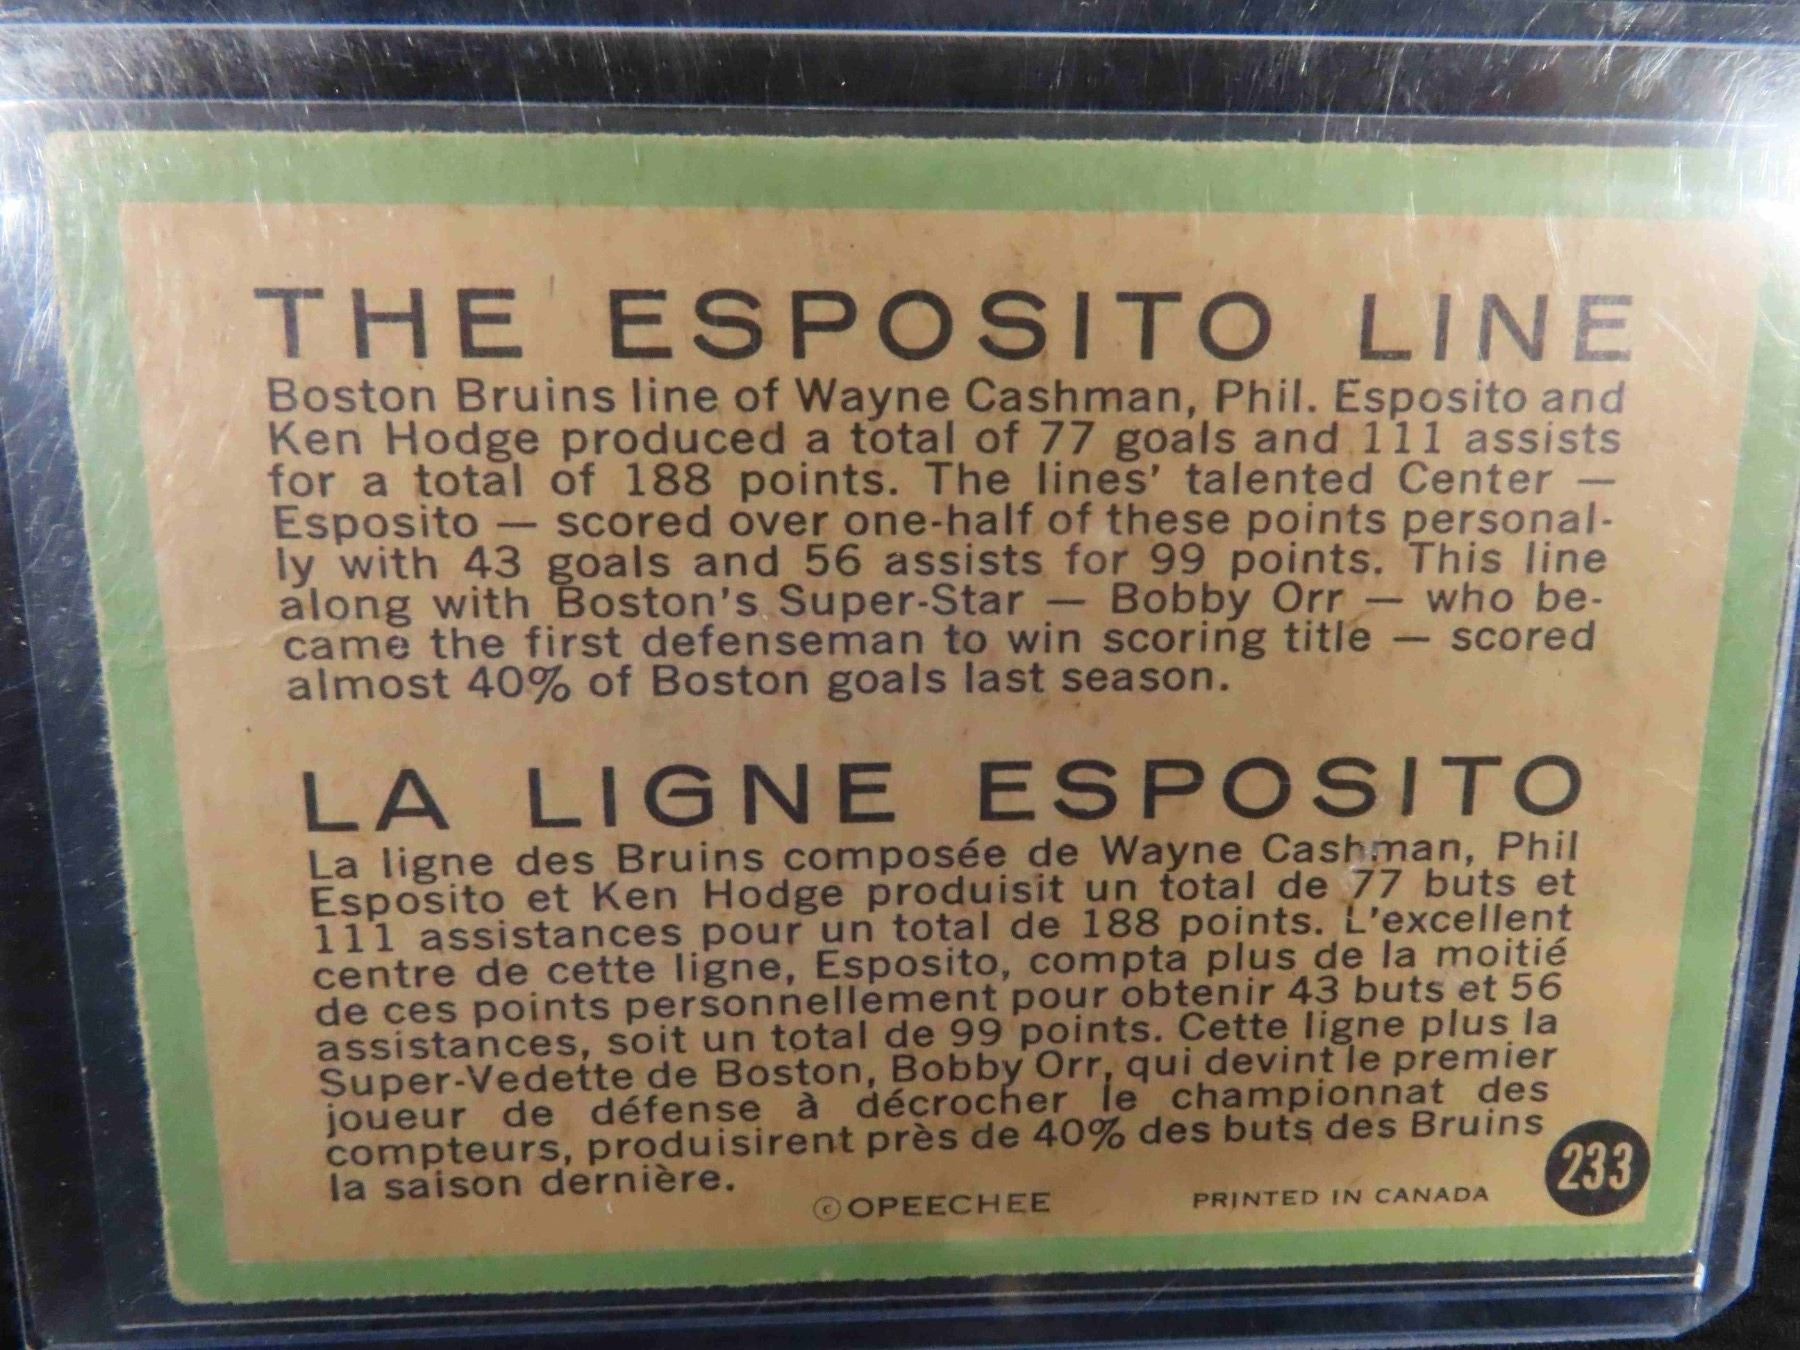 THE ESPOSITO LINE
Boston Bruins line of Wayne Cashman, Phil. Esposito and
Ken Hodge produced a total of 77 goals and 111 assists
for a total of 188 points. The lines' talented Center —
Esposito — scored over one-half of these points personal-
ly with 43 goals and 56 assists for 99 points. This line
along with Boston's Super-Star — Bobby Orr — who be-
came the first defenseman to win scoring title — scored
almost 40% of Boston goals last season.
LA LIGNE ESPOSITO
La ligne des Bruins composée de Wayne Cashman, Phil
Esposito et Ken Hodge produisit un total de 77 buts et
111 assistances pour un total de 188 points. L'excellent
centre de cette ligne, Esposito, compta plus de la moitié
de ces points personnellement pour obtenir 43 buts et 56
assistances, soit un total de 99 points. Cette ligne plus la
Super-Vedette de Boston, Bobby Orr, qui devint le premier
joueur de défense à décrocher le championnat des
compteurs, produisirent près de 40% des buts des Bruins
la saison dernière.
© OPEECHEE PRINTED IN CANADA 233